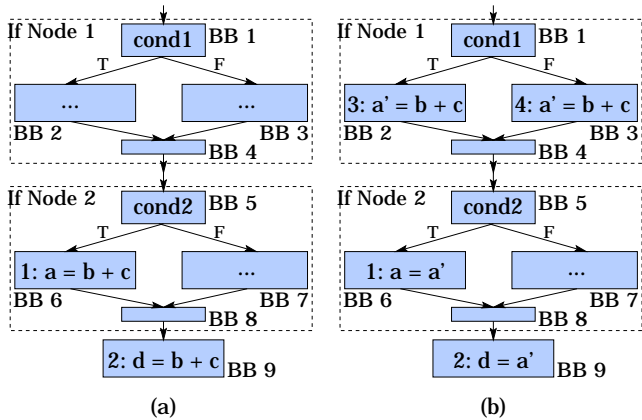 If Node 1
cond1
BB 1
T
F
...
...
BB 2
BB 3
BB 4
If Node 2
cond2
BB 5
T
F
1: a = b + c
...
BB 6
BB 7
BB 8
2: d = b + c
BB 9
(a)
If Node 1
cond1
BB 1
T
F
3: a' = b + c
4: a' = b + c
BB 2
BB 3
BB 4
If Node 2
cond2
BB 5
T
F
1: a = a'
...
BB 6
BB 7
BB 8
2: d = a'
BB 9
(b)